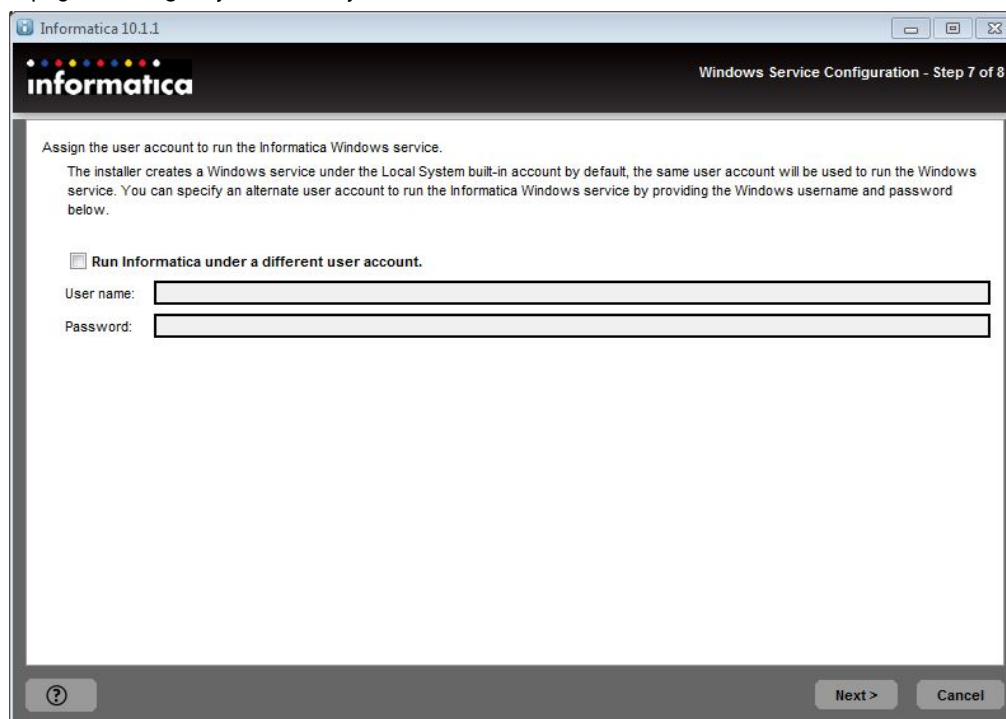 Informatica 10.1.1
informatica
Windows Service Configuration - Step 7 of 8
Assign the user account to run the Informatica Windows service.
The installer creates a Windows service under the Local System built-in account by default, the same user account will be used to run the Windows
service. You can specify an alternate user account to run the Informatica Windows service by providing the Windows username and password
below.
Run Informatica under a different user account.
User name:
Password:
?
Next >
Cancel